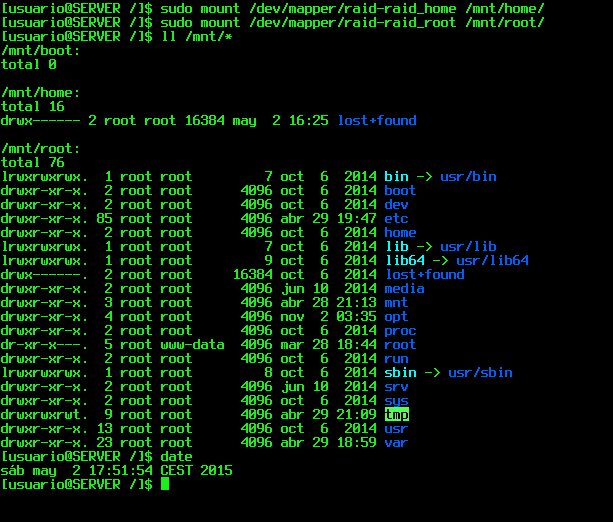 [usuario@SERVER /]$ sudo mount /dev/mapper/raid-raid_home /mnt/home/
[usuario@SERVER /]$ sudo mount /dev/mapper/raid-raid_root /mnt/root/
[usuario@SERVER /]$ ll /mnt/*
/mnt/boot:
total 0

/mnt/home:
total 16
drwx------ 2 root root 16384 may  2 16:25 lost+found

/mnt/root:
total 76
lrwxrwxrwx.  1 root root         7 oct  6  2014 bin -> usr/bin
drwxr-xr-x.  2 root root      4096 oct  6  2014 boot
drwxr-xr-x.  2 root root      4096 oct  6  2014 dev
drwxr-xr-x. 85 root root      4096 abr 29 19:47 etc
drwxr-xr-x.  2 root root      4096 oct  6  2014 home
lrwxrwxrwx.  1 root root         7 oct  6  2014 lib -> usr/lib
lrwxrwxrwx.  1 root root         9 oct  6  2014 lib64 -> usr/lib64
drwx------.  2 root root     16384 oct  6  2014 lost+found
drwxr-xr-x.  2 root root      4096 jun 10  2014 media
drwxr-xr-x.  3 root root      4096 abr 28 21:13 mnt
drwxr-xr-x.  4 root root      4096 nov  2 03:35 opt
drwxr-xr-x.  2 root root      4096 oct  6  2014 proc
dr-xr-x---.  5 root www-data  4096 mar 28 18:44 root
drwxr-xr-x.  2 root root      4096 oct  6  2014 run
lrwxrwxrwx.  1 root root         8 oct  6  2014 sbin -> usr/sbin
drwxr-xr-x.  2 root root      4096 jun 10  2014 srv
drwxr-xr-x.  2 root root      4096 oct  6  2014 sys
drwxrwxrwt.  9 root root      4096 abr 29 21:09 tmp
drwxr-xr-x. 13 root root      4096 oct  6  2014 usr
drwxr-xr-x. 23 root root      4096 abr 29 18:59 var
[usuario@SERVER /]$ date
sáb may  2 17:51:54 CEST 2015
[usuario@SERVER /]$